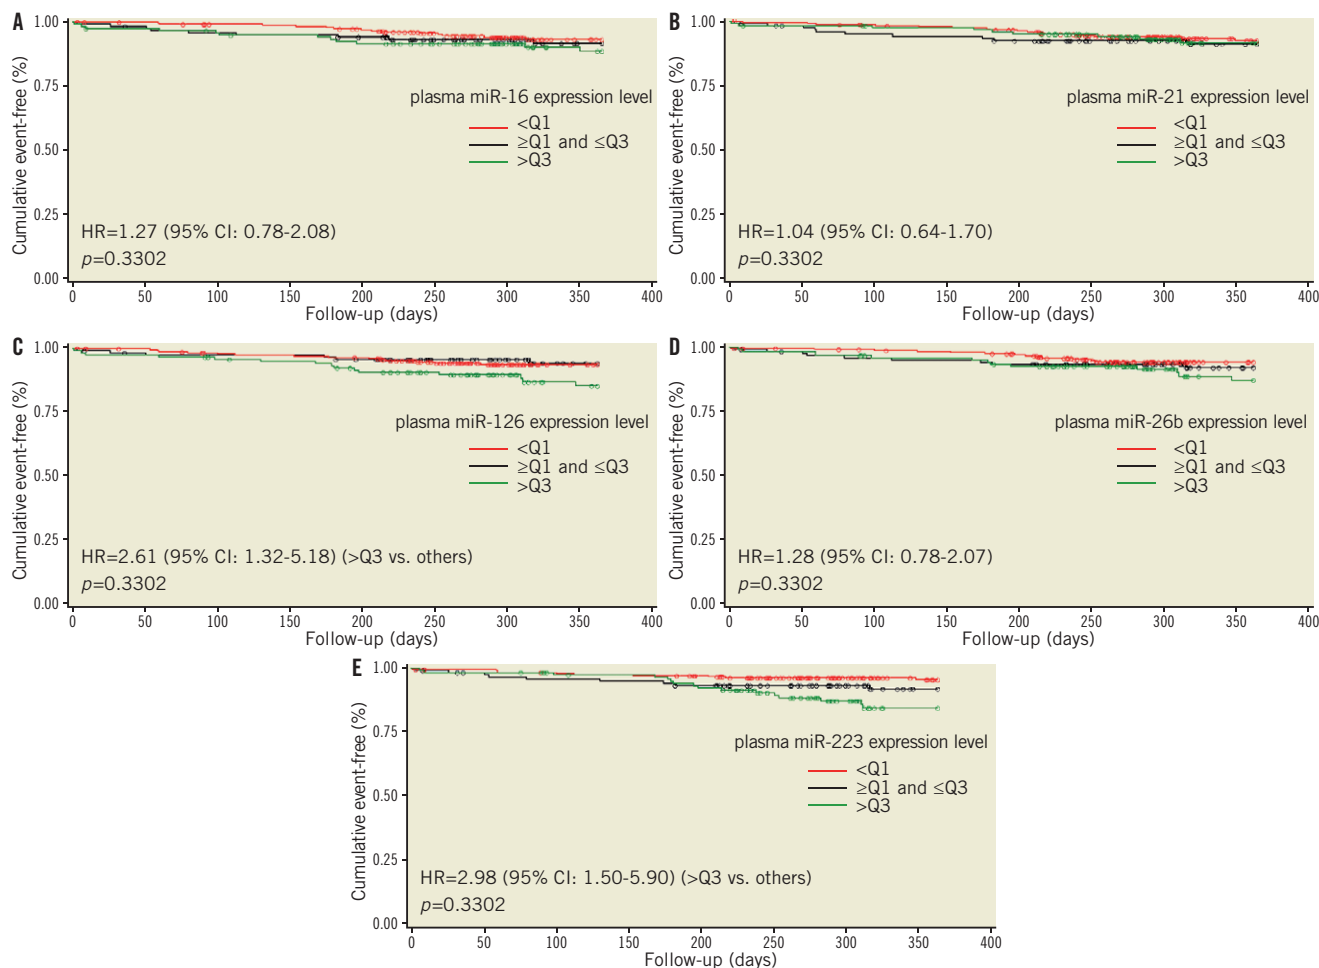 A
Cumulative event-free (%)
1.00
0.75
0.50
0.25
0.00
plasma miR-16 expression level
<Q1
≥Q1 and ≤Q3
>Q3
HR=1.27 (95% CI: 0.78-2.08)
p=0.3302
0 50 100 150 200 250 300 350 400
Follow-up (days)
B
Cumulative event-free (%)
1.00
0.75
0.50
0.25
0.00
plasma miR-21 expression level
<Q1
≥Q1 and ≤Q3
>Q3
HR=1.04 (95% CI: 0.64-1.70)
p=0.3302
0 50 100 150 200 250 300 350 400
Follow-up (days)
C
Cumulative event-free (%)
1.00
0.75
0.50
0.25
0.00
plasma miR-126 expression level
<Q1
≥Q1 and ≤Q3
>Q3
HR=2.61 (95% CI: 1.32-5.18) (>Q3 vs. others)
p=0.3302
0 50 100 150 200 250 300 350 400
Follow-up (days)
D
Cumulative event-free (%)
1.00
0.75
0.50
0.25
0.00
plasma miR-26b expression level
<Q1
≥Q1 and ≤Q3
>Q3
HR=1.28 (95% CI: 0.78-2.07)
p=0.3302
0 50 100 150 200 250 300 350 400
Follow-up (days)
E
Cumulative event-free (%)
1.00
0.75
0.50
0.25
0.00
plasma miR-223 expression level
<Q1
≥Q1 and ≤Q3
>Q3
HR=2.98 (95% CI: 1.50-5.90) (>Q3 vs. others)
p=0.3302
0 50 100 150 200 250 300 350 400
Follow-up (days)